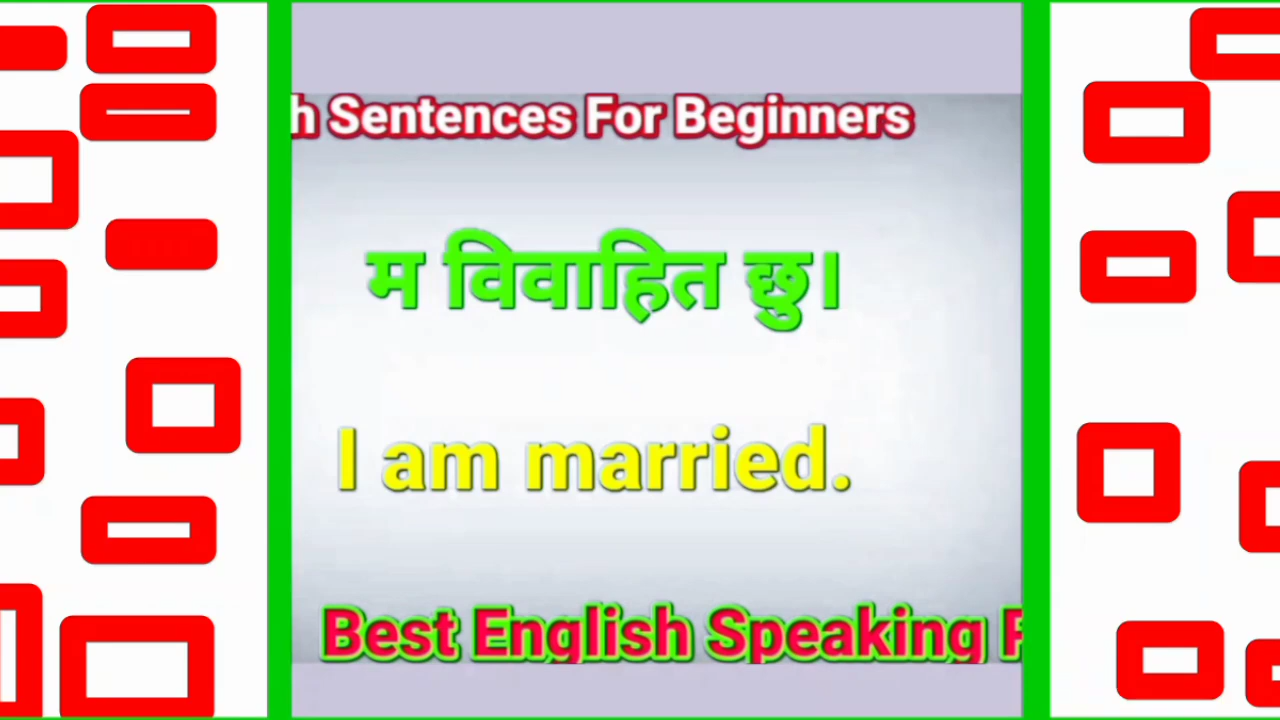 Sentences For Beginners
म विवाहित छु।
I am married.
Best English Speaking